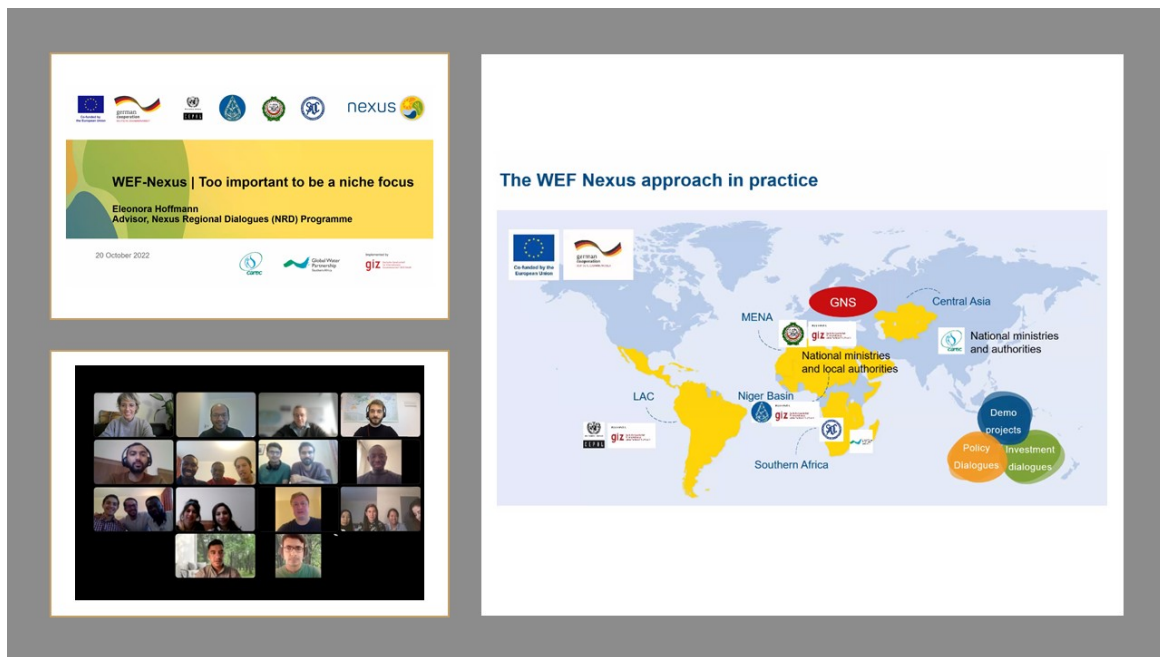 Co-funded by
the European Union
german
cooperation
CEPAL
nexus
WEF-Nexus | Too important to be a niche focus
Eleonora Hoffmann
Advisor, Nexus Regional Dialogues (NRD) Programme
20 October 2022
carec
Global Water
Partnership
giz
The WEF Nexus approach in practice
Co-funded by the
European Union
german
cooperation
GNS
Central Asia
MENA
giz
carec
National ministries
and authorities
National ministries
and local authorities
LAC
Niger Basin
giz
CEPAL
giz
Southern Africa
Demo
projects
Policy
Dialogues
Investment
dialogues